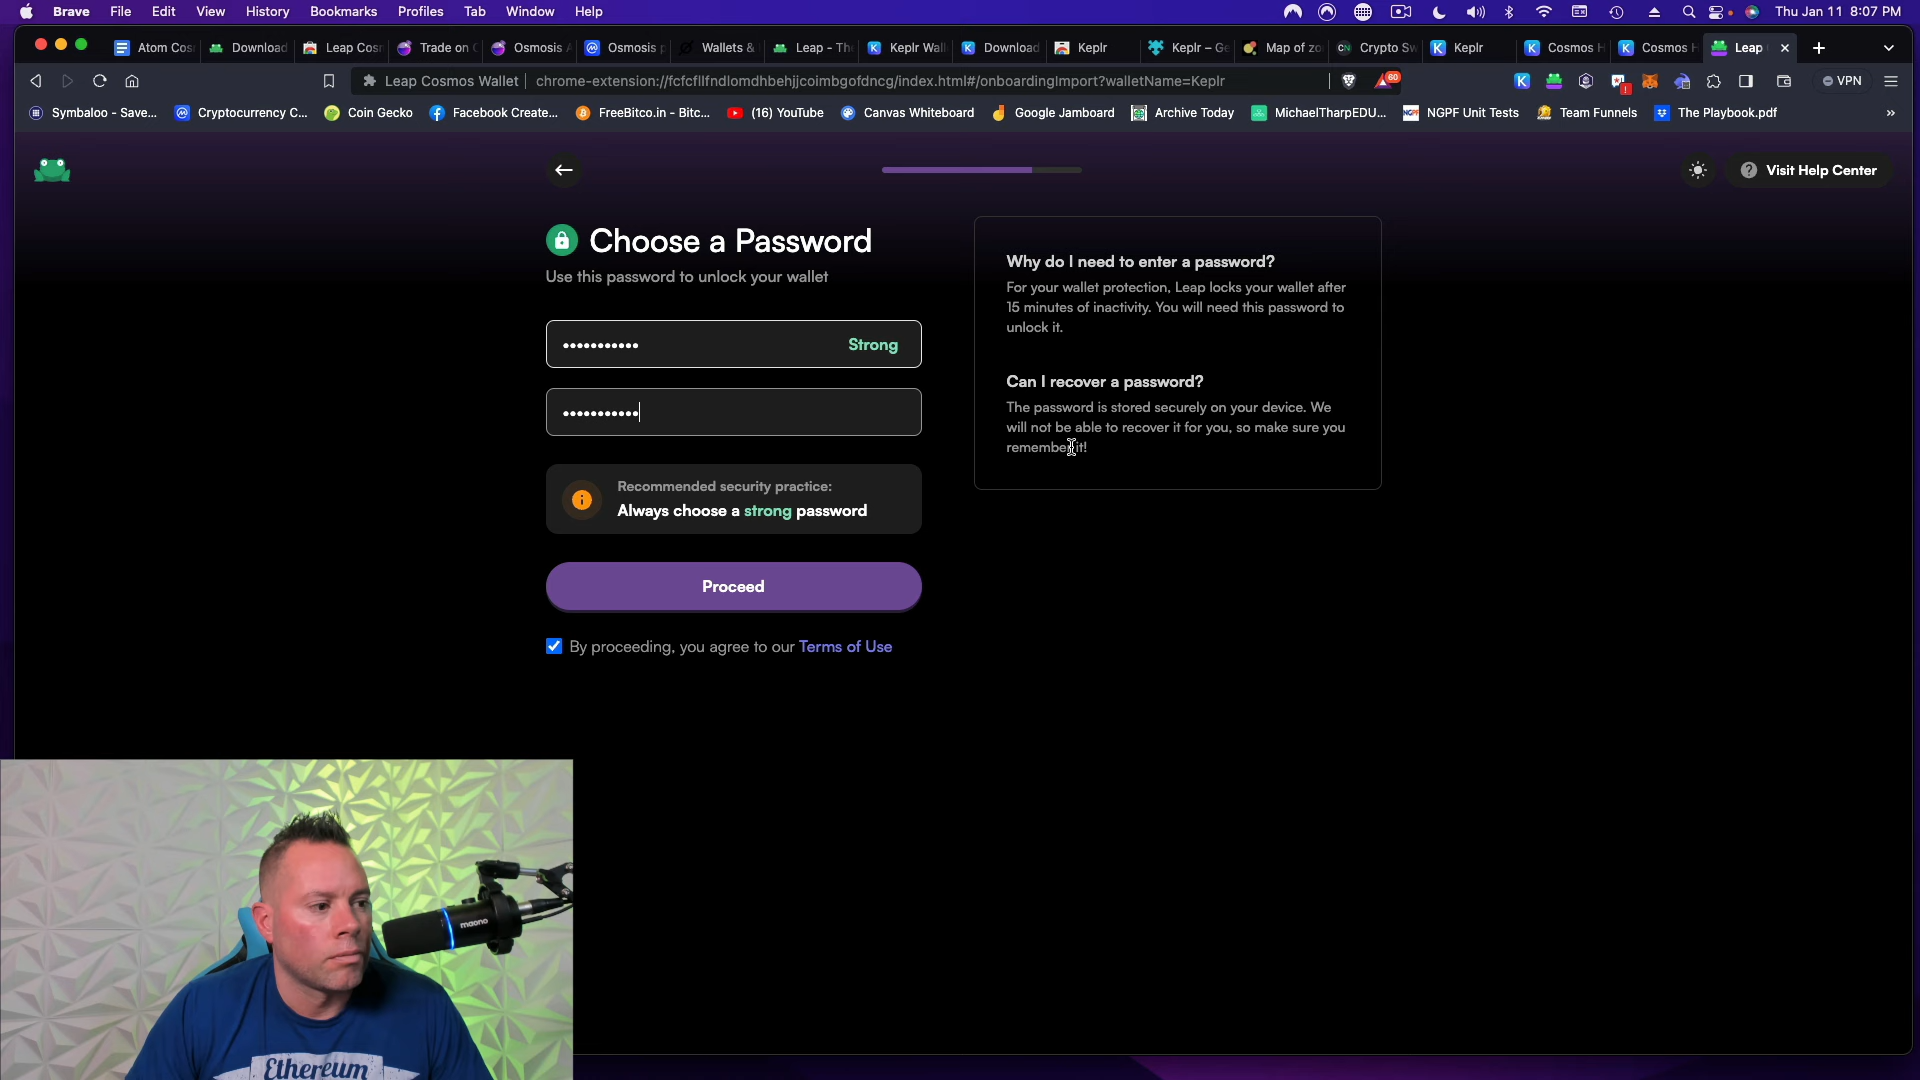 Brave File Edit View History Bookmarks Profiles Tab Window Help Thu Jan 11 8:07 PM
Atom Cos Download Leap Cosm Trade on Osmosis Osmosis p Wallets & Leap - Th Keplr Wall Download Keplr Keplr – Ge Map of zo Crypto Sw Keplr Cosmos H Cosmos H Leap
Leap Cosmos Wallet chrome-extension://fcfcfllfndlomdhbehjjcoimbgofdncg/index.html#/onboardingImport?walletName=Keplr 60 VPN
Symbaloo - Save... Cryptocurrency C... Coin Gecko Facebook Create... FreeBitco.in - Bitc... (16) YouTube Canvas Whiteboard Google Jamboard Archive Today MichaelTharpEDU... NGPF Unit Tests Team Funnels The Playbook.pdf »
Visit Help Center
Choose a Password
Use this password to unlock your wallet
Strong
Recommended security practice:
Always choose a strong password
Proceed
By proceeding, you agree to our Terms of Use
Why do I need to enter a password?
For your wallet protection, Leap locks your wallet after
15 minutes of inactivity. You will need this password to
unlock it.
Can I recover a password?
The password is stored securely on your device. We
will not be able to recover it for you, so make sure you
remember it!
maono
Ethereum